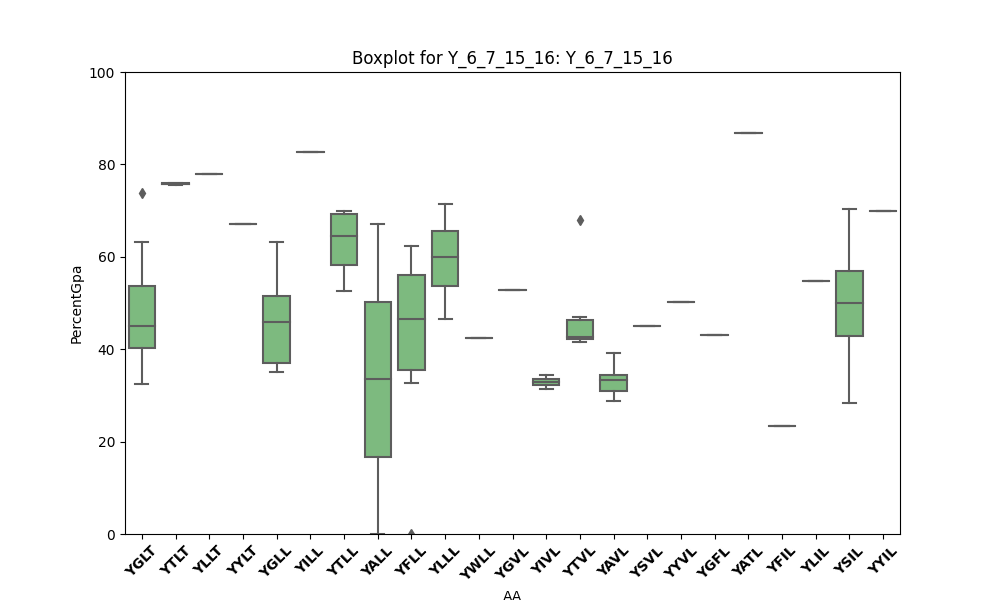 Boxplot for Y_6_7_15_16: Y_6_7_15_16
PercentGpa
100
80
60
40
20
0
YGLT YTLT YLLT YYLT YGLL YILL YTLL YALL YFLL YLLL YWLL YGVL YIVL YTVL YAVL YSVL YYVL YGFL YATL YFIL YLIL YSIL YYIL
AA